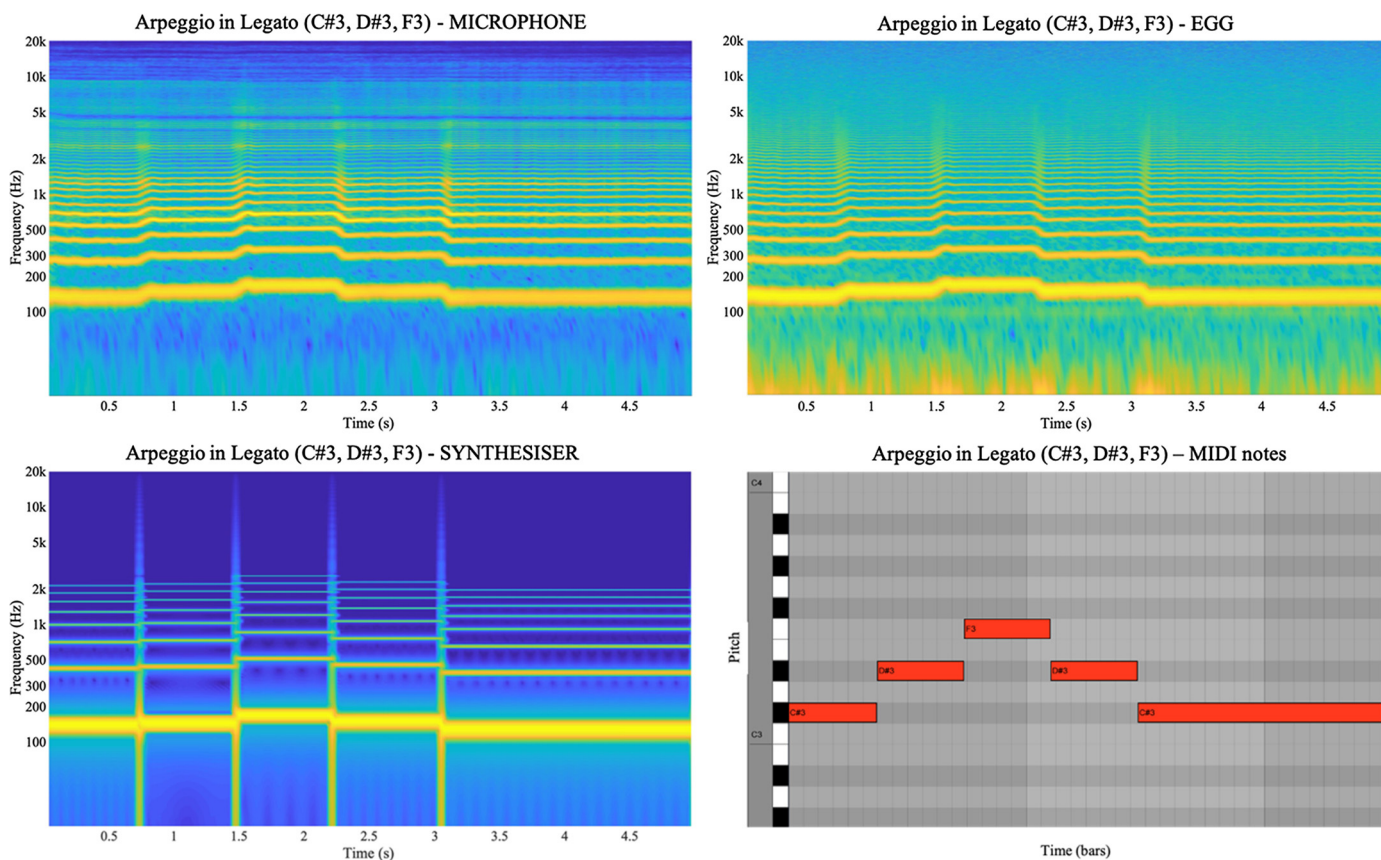 Arpeggio in Legato (C#3, D#3, F3) - MICROPHONE
20k
10k
5k
2k
1k
500
300
200
100
Frequency (Hz)
0.5 1 1.5 2 2.5 3 3.5 4 4.5
Time (s)
Arpeggio in Legato (C#3, D#3, F3) - EGG
20k
10k
5k
2k
1k
500
300
200
100
Frequency (Hz)
0.5 1 1.5 2 2.5 3 3.5 4 4.5
Time (s)
Arpeggio in Legato (C#3, D#3, F3) - SYNTHESISER
20k
10k
5k
2k
1k
500
300
200
100
Frequency (Hz)
0.5 1 1.5 2 2.5 3 3.5 4 4.5
Time (s)
Arpeggio in Legato (C#3, D#3, F3) – MIDI notes
C4
F3
D#3 D#3
C#3 C#3
C3
Pitch
Time (bars)